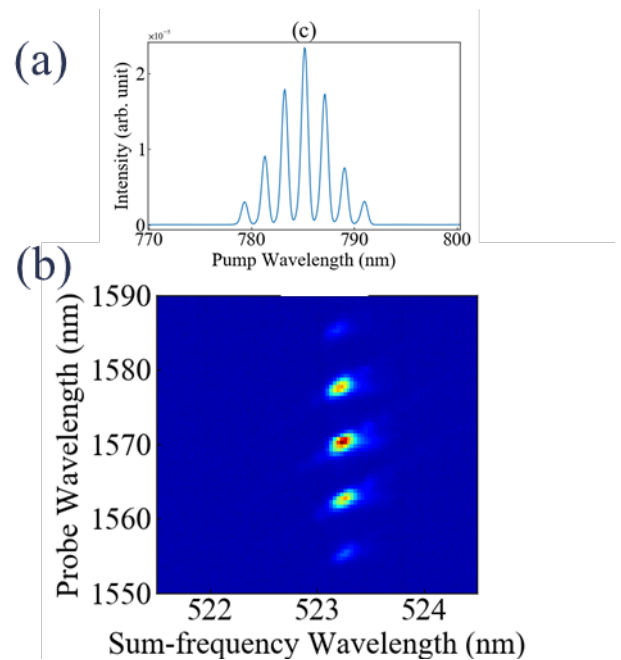 (c)
(a)
×10⁻⁵
2
1
0
Intensity (arb. unit)
770
780
790
800
Pump Wavelength (nm)
(b)
1590
1580
1570
1560
1550
Probe Wavelength (nm)
522
523
524
Sum-frequency Wavelength (nm)